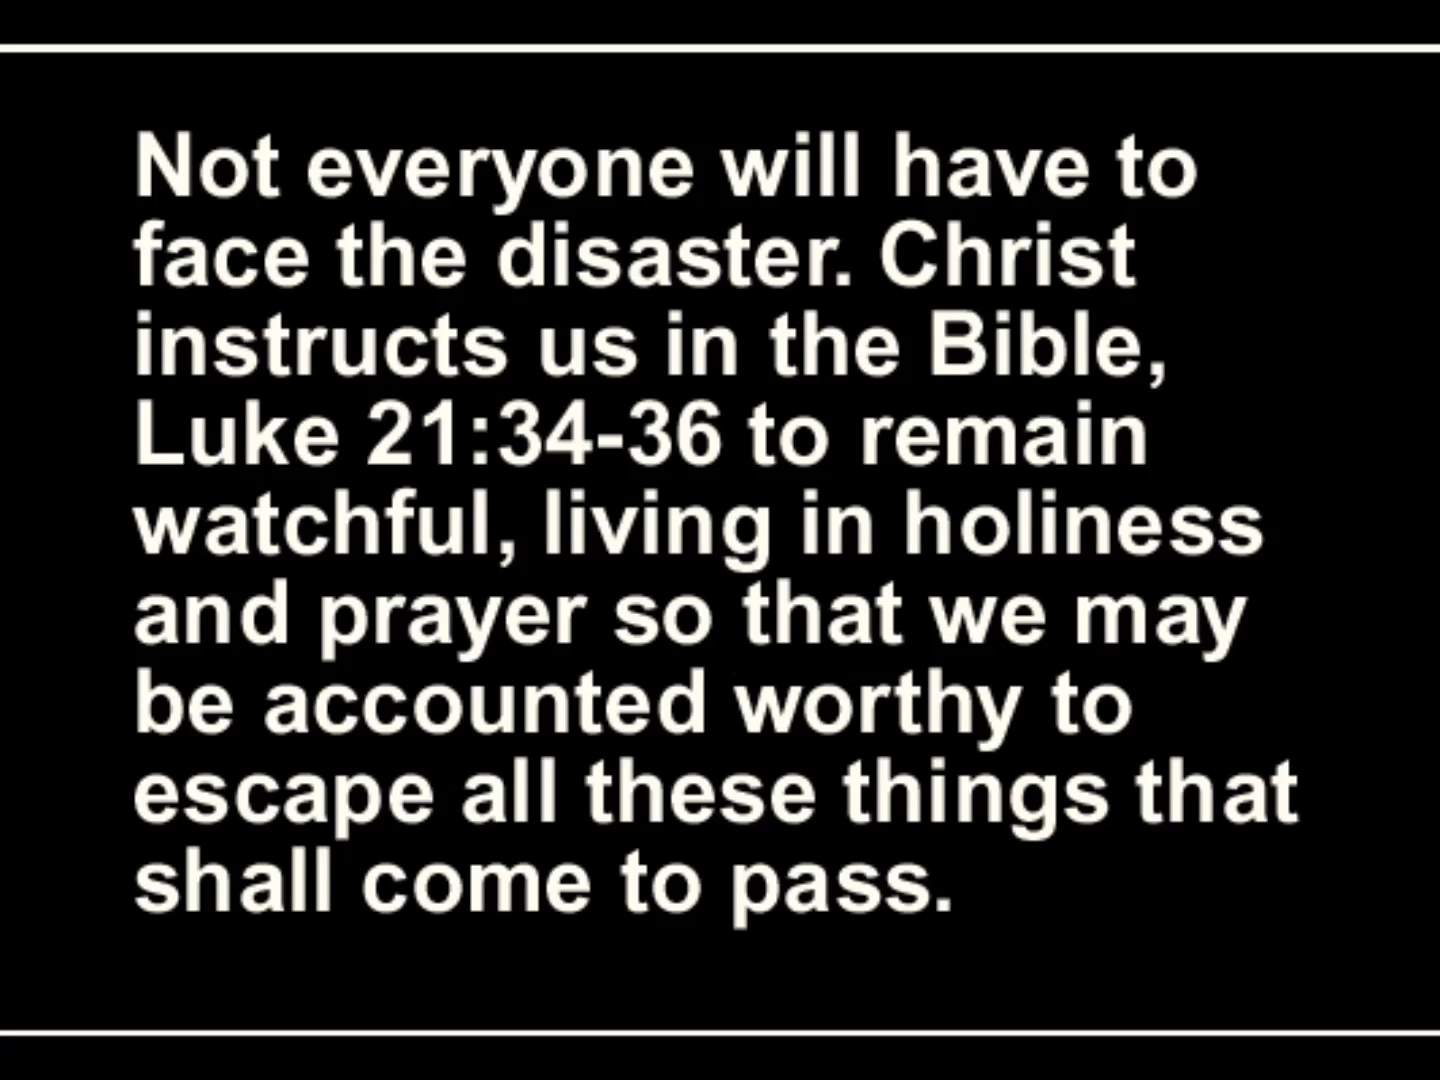 Not everyone will have to
face the disaster. Christ
instructs us in the Bible,
Luke 21:34-36 to remain
watchful, living in holiness
and prayer so that we may
be accounted worthy to
escape all these things that
shall come to pass.